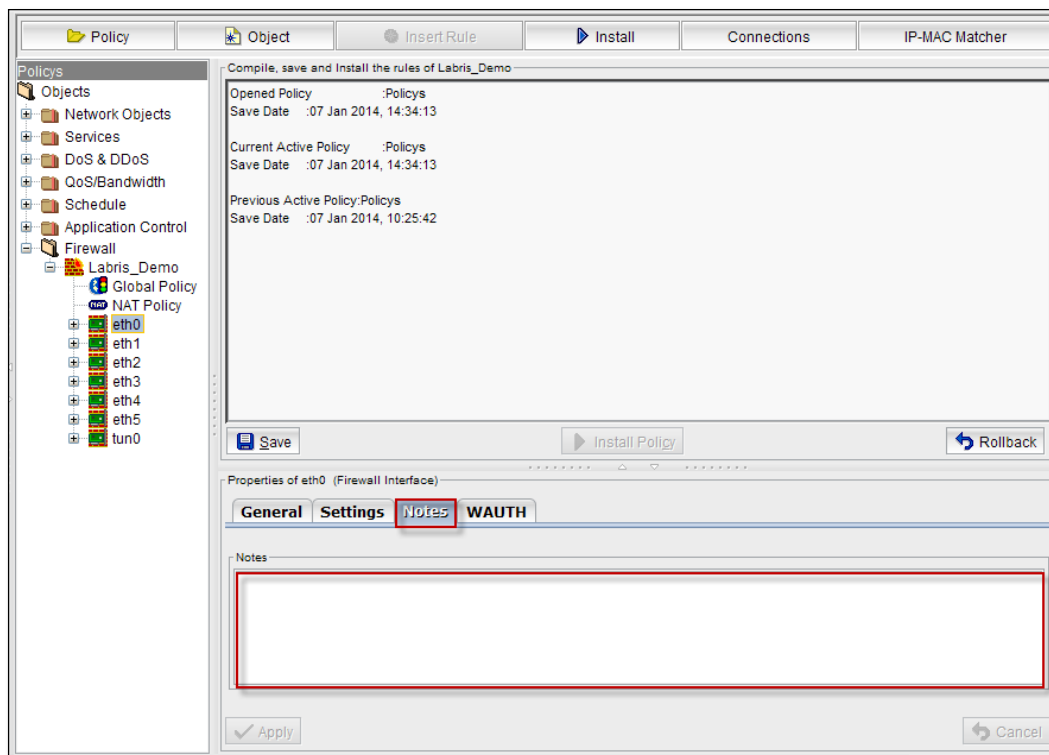 Policy Object Insert Rule Install Connections IP-MAC Matcher
Policys
Objects
Network Objects
Services
DoS & DDoS
QoS/Bandwidth
Schedule
Application Control
Firewall
Labris_Demo
Global Policy
NAT NAT Policy
eth0
eth1
eth2
eth3
eth4
eth5
tun0
Compile, save and Install the rules of Labris_Demo
Opened Policy :Policys
Save Date :07 Jan 2014, 14:34:13
Current Active Policy :Policys
Save Date :07 Jan 2014, 14:34:13
Previous Active Policy:Policys
Save Date :07 Jan 2014, 10:25:42
Save Install Policy Rollback
Properties of eth0 (Firewall Interface)
General Settings Notes WAUTH
Notes
Apply Cancel